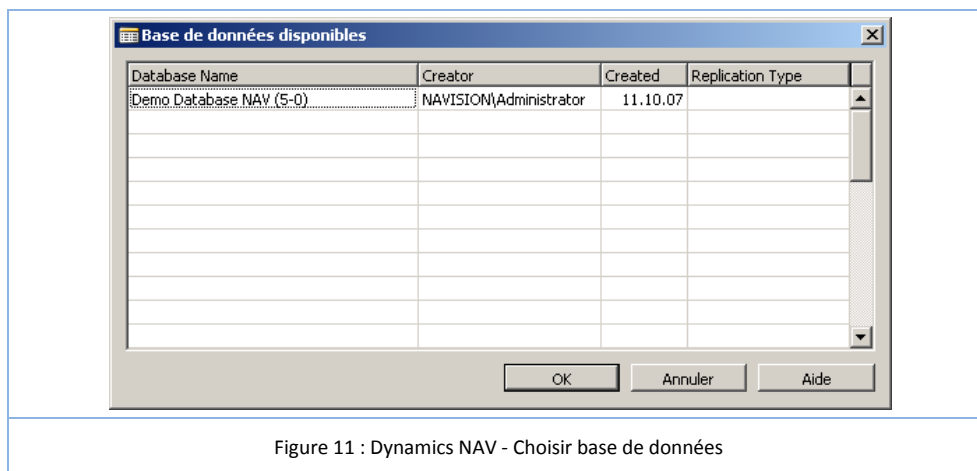 Base de données disponibles
Database Name Creator Created Replication Type
Demo Database NAV (5-0) NAVISION\Administrator 11.10.07
OK Annuler Aide
Figure 11 : Dynamics NAV - Choisir base de données